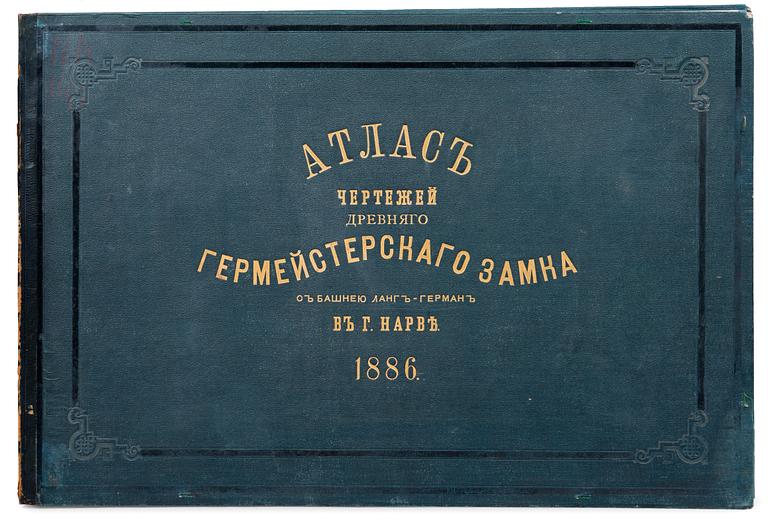 АТЛАСЪ
ЧЕРТЕЖЕЙ
ДРЕВНЯГО
ГЕРМЕЙСТЕРСКАГО ЗАМКА
СЪ БАШНЕЮ ЛАНГЪ-ГЕРМАНЪ
ВЪ Г. НАРВѢ.
1886.